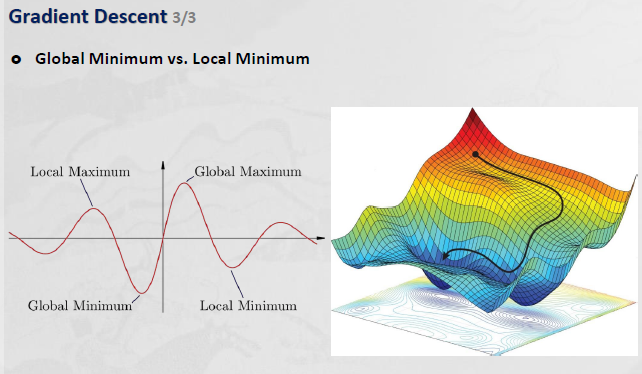 Gradient Descent 3/3
Global Minimum vs. Local Minimum
Local Maximum
Global Maximum
Global Minimum
Local Minimum